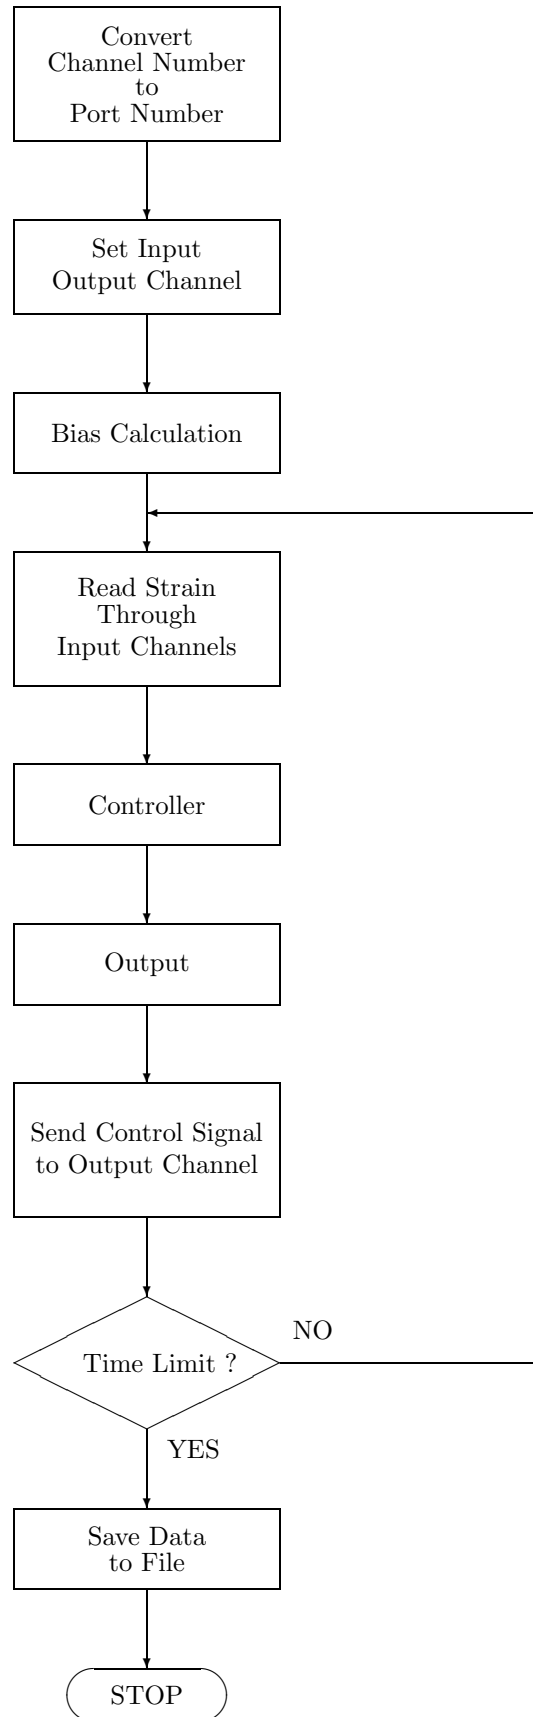 Convert
Channel Number
to
Port Number
Set Input
Output Channel
Bias Calculation
Read Strain
Through
Input Channels
Controller
Output
Send Control Signal
to Output Channel
NO
Time Limit ?
YES
Save Data
to File
STOP